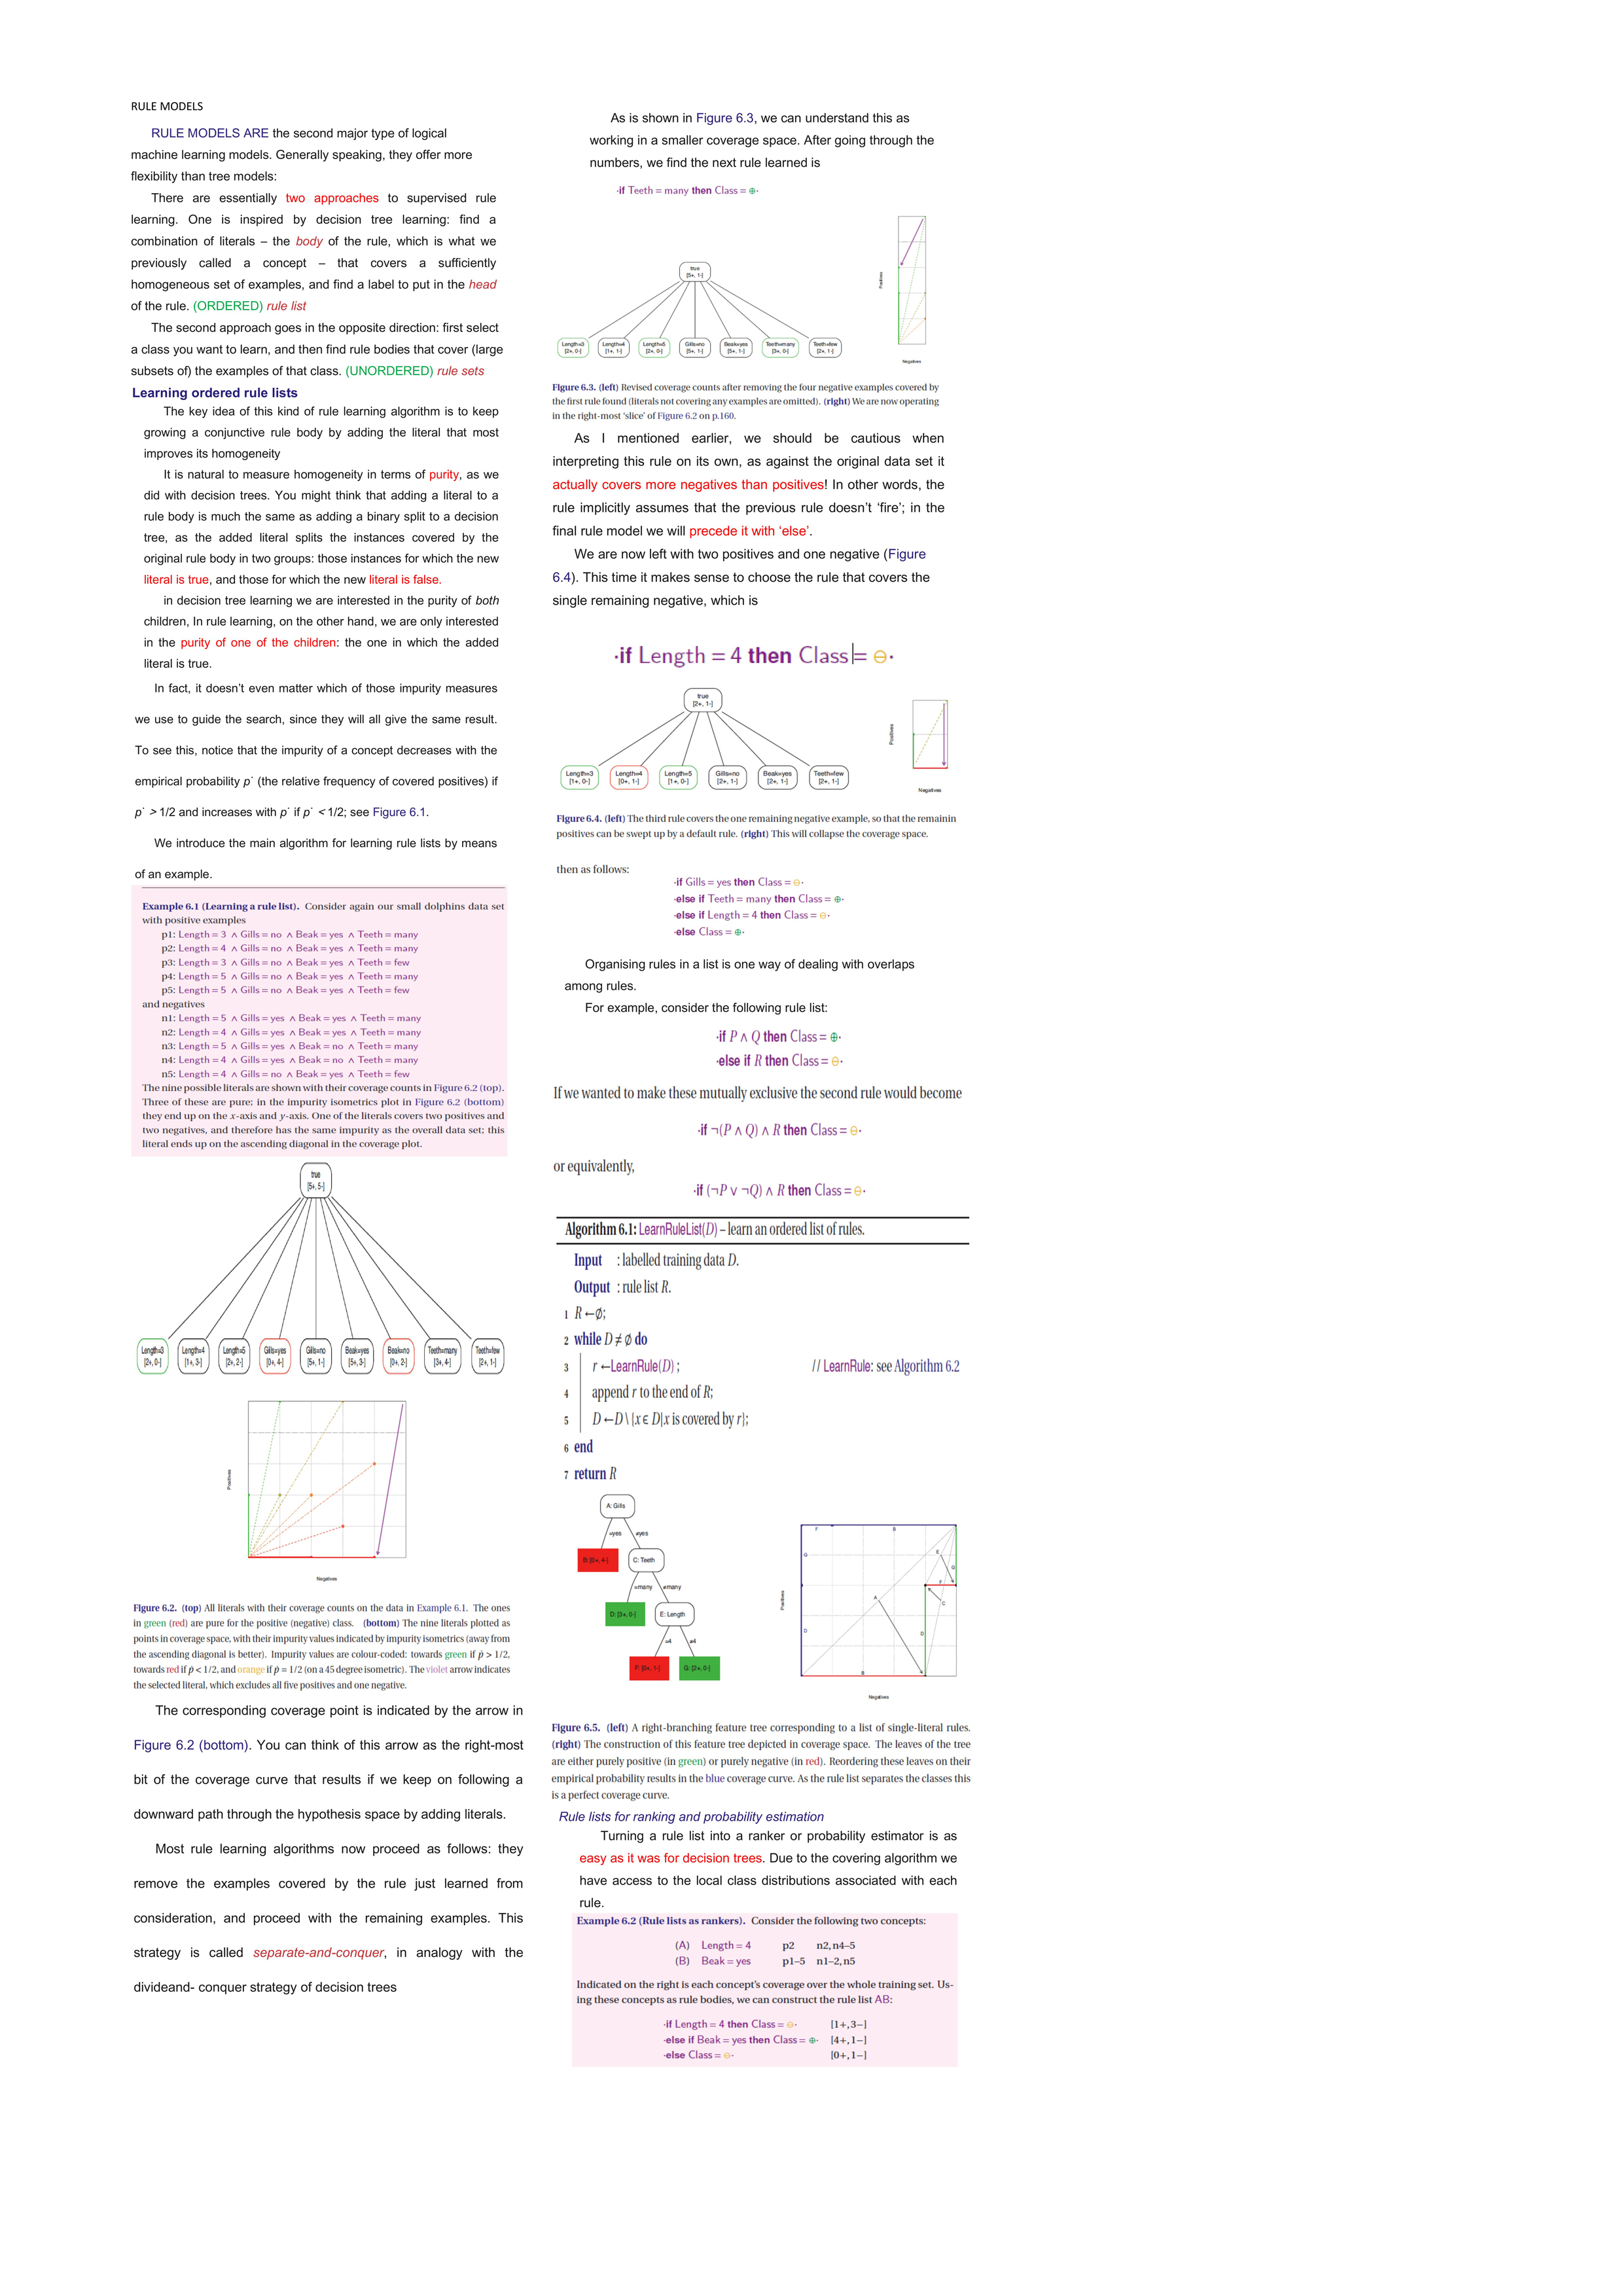 RULE MODELS
RULE MODELS ARE the second major type of logical
machine learning models. Generally speaking, they offer more
flexibility than tree models:
There are essentially two approaches to supervised rule
learning. One is inspired by decision tree learning: find a
combination of literals – the body of the rule, which is what we
previously called a concept – that covers a sufficiently
homogeneous set of examples, and find a label to put in the head
of the rule. (ORDERED) rule list
The second approach goes in the opposite direction: first select
a class you want to learn, and then find rule bodies that cover (large
subsets of) the examples of that class. (UNORDERED) rule sets
Learning ordered rule lists
The key idea of this kind of rule learning algorithm is to keep
growing a conjunctive rule body by adding the literal that most
improves its homogeneity
It is natural to measure homogeneity in terms of purity, as we
did with decision trees. You might think that adding a literal to a
rule body is much the same as adding a binary split to a decision
tree, as the added literal splits the instances covered by the
original rule body in two groups: those instances for which the new
literal is true, and those for which the new literal is false.
in decision tree learning we are interested in the purity of both
children, In rule learning, on the other hand, we are only interested
in the purity of one of the children: the one in which the added
literal is true.
In fact, it doesn't even matter which of those impurity measures
we use to guide the search, since they will all give the same result.
To see this, notice that the impurity of a concept decreases with the
empirical probability p˙ (the relative frequency of covered positives) if
p˙ > 1/2 and increases with p˙ if p˙ < 1/2; see Figure 6.1.
We introduce the main algorithm for learning rule lists by means
of an example.
Example 6.1 (Learning a rule list). Consider again our small dolphins data set
with positive examples
p1: Length = 3 ∧ Gills = no ∧ Beak = yes ∧ Teeth = many
p2: Length = 4 ∧ Gills = no ∧ Beak = yes ∧ Teeth = many
p3: Length = 3 ∧ Gills = no ∧ Beak = yes ∧ Teeth = few
p4: Length = 5 ∧ Gills = no ∧ Beak = yes ∧ Teeth = many
p5: Length = 5 ∧ Gills = no ∧ Beak = yes ∧ Teeth = few
and negatives
n1: Length = 5 ∧ Gills = yes ∧ Beak = yes ∧ Teeth = many
n2: Length = 4 ∧ Gills = yes ∧ Beak = yes ∧ Teeth = many
n3: Length = 5 ∧ Gills = yes ∧ Beak = no ∧ Teeth = many
n4: Length = 4 ∧ Gills = yes ∧ Beak = no ∧ Teeth = many
n5: Length = 4 ∧ Gills = no ∧ Beak = yes ∧ Teeth = few
The nine possible literals are shown with their coverage counts in Figure 6.2 (top).
Three of these are pure; in the impurity isometrics plot in Figure 6.2 (bottom)
they end up on the x-axis and y-axis. One of the literals covers two positives and
two negatives, and therefore has the same impurity as the overall data set; this
literal ends up on the ascending diagonal in the coverage plot.
true
[5+, 5-]
Length=3 Length=4 Length=5 Gills=yes Gills=no Beak=yes Beak=no Teeth=many Teeth=few
[2+, 0-] [1+, 3-] [2+, 2-] [0+, 4-] [5+, 1-] [5+, 3-] [0+, 2-] [3+, 4-] [2+, 1-]
Positives
Negatives
Figure 6.2. (top) All literals with their coverage counts on the data in Example 6.1. The ones
in green (red) are pure for the positive (negative) class. (bottom) The nine literals plotted as
points in coverage space, with their impurity values indicated by impurity isometrics (away from
the ascending diagonal is better). Impurity values are colour-coded: towards green if ṗ > 1/2,
towards red if ṗ < 1/2, and orange if ṗ = 1/2 (on a 45 degree isometric). The violet arrow indicates
the selected literal, which excludes all five positives and one negative.
The corresponding coverage point is indicated by the arrow in
Figure 6.2 (bottom). You can think of this arrow as the right-most
bit of the coverage curve that results if we keep on following a
downward path through the hypothesis space by adding literals.
Most rule learning algorithms now proceed as follows: they
remove the examples covered by the rule just learned from
consideration, and proceed with the remaining examples. This
strategy is called separate-and-conquer, in analogy with the
divideand- conquer strategy of decision trees
As is shown in Figure 6.3, we can understand this as
working in a smaller coverage space. After going through the
numbers, we find the next rule learned is
·if Teeth = many then Class = ⊕·
true
[5+, 1-]
Length=3 Length=4 Length=5 Gills=no Beak=yes Teeth=many Teeth=few
[2+, 0-] [1+, 1-] [2+, 0-] [5+, 1-] [5+, 1-] [3+, 0-] [2+, 1-]
Positives
Negatives
Figure 6.3. (left) Revised coverage counts after removing the four negative examples covered by
the first rule found (literals not covering any examples are omitted). (right) We are now operating
in the right-most 'slice' of Figure 6.2 on p.160.
As I mentioned earlier, we should be cautious when
interpreting this rule on its own, as against the original data set it
actually covers more negatives than positives! In other words, the
rule implicitly assumes that the previous rule doesn't 'fire'; in the
final rule model we will precede it with 'else'.
We are now left with two positives and one negative (Figure
6.4). This time it makes sense to choose the rule that covers the
single remaining negative, which is
·if Length = 4 then Class = ⊖·
true
[2+, 1-]
Length=3 Length=4 Length=5 Gills=no Beak=yes Teeth=few
[1+, 0-] [0+, 1-] [1+, 0-] [2+, 1-] [2+, 1-] [2+, 1-]
Positives
Negatives
Figure 6.4. (left) The third rule covers the one remaining negative example, so that the remainin
positives can be swept up by a default rule. (right) This will collapse the coverage space.
then as follows:
·if Gills = yes then Class = ⊖·
·else if Teeth = many then Class = ⊕·
·else if Length = 4 then Class = ⊖·
·else Class = ⊕·
Organising rules in a list is one way of dealing with overlaps
among rules.
For example, consider the following rule list:
·if P ∧ Q then Class = ⊕·
·else if R then Class = ⊖·
If we wanted to make these mutually exclusive the second rule would become
·if ¬(P ∧ Q) ∧ R then Class = ⊖·
or equivalently,
·if (¬P ∨ ¬Q) ∧ R then Class = ⊖·
Algorithm 6.1: LearnRuleList(D) – learn an ordered list of rules.
Input : labelled training data D.
Output : rule list R.
1 R ←∅;
2 while D ≠ ∅ do
3 r ←LearnRule(D) ; // LearnRule: see Algorithm 6.2
4 append r to the end of R;
5 D ←D \ {x ∈ D|x is covered by r};
6 end
7 return R
A: Gills
=yes ≠yes
B: [0+, 4-] C: Teeth
=many ≠many
D: [3+, 0-] E: Length
=4 ≠4
F: [0+, 1-] G: [2+, 0-]
F B
G E G
F
A C
Positives
D D
B
Negatives
Figure 6.5. (left) A right-branching feature tree corresponding to a list of single-literal rules.
(right) The construction of this feature tree depicted in coverage space. The leaves of the tree
are either purely positive (in green) or purely negative (in red). Reordering these leaves on their
empirical probability results in the blue coverage curve. As the rule list separates the classes this
is a perfect coverage curve.
Rule lists for ranking and probability estimation
Turning a rule list into a ranker or probability estimator is as
easy as it was for decision trees. Due to the covering algorithm we
have access to the local class distributions associated with each
rule.
Example 6.2 (Rule lists as rankers). Consider the following two concepts:
(A) Length = 4 p2 n2, n4–5
(B) Beak = yes p1–5 n1–2, n5
Indicated on the right is each concept's coverage over the whole training set. Us-
ing these concepts as rule bodies, we can construct the rule list AB:
·if Length = 4 then Class = ⊖· [1+, 3−]
·else if Beak = yes then Class = ⊕· [4+, 1−]
·else Class = ⊖· [0+, 1−]